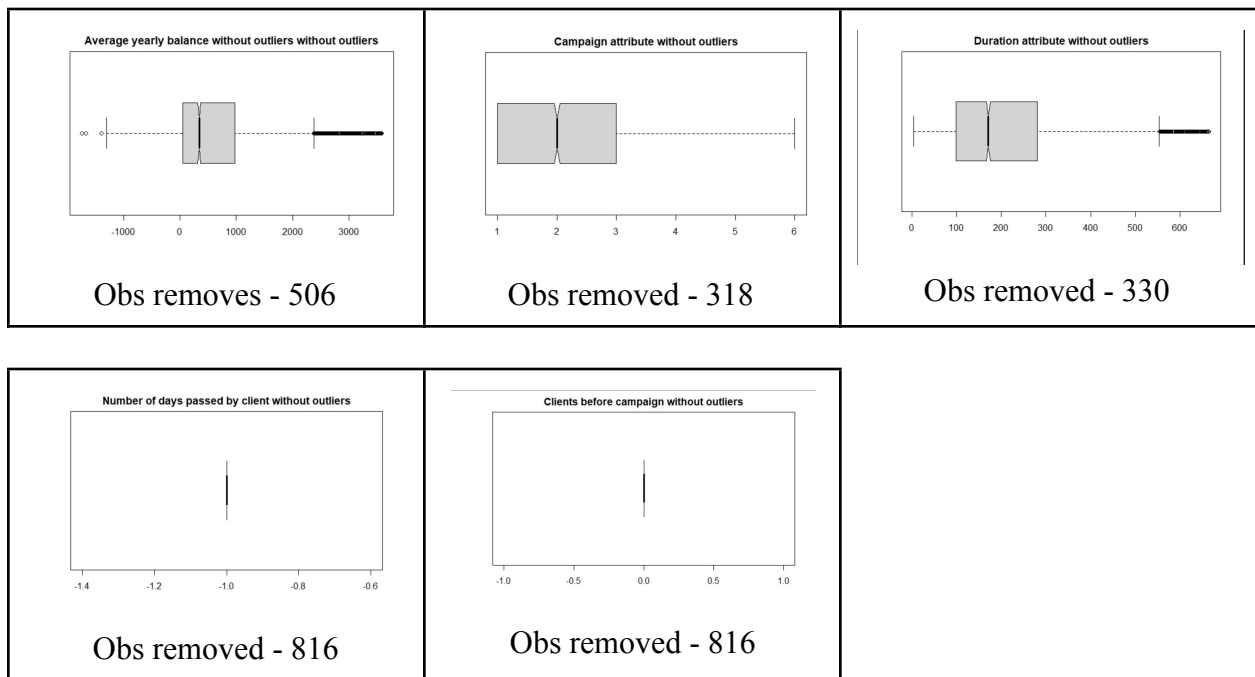 Average yearly balance without outliers without outliers
-1000 0 1000 2000 3000
Obs removes - 506
Campaign attribute without outliers
1 2 3 4 5 6
Obs removed - 318
Duration attribute without outliers
0 100 200 300 400 500 600
Obs removed - 330
Number of days passed by client without outliers
-1.4 -1.2 -1.0 -0.8 -0.6
Obs removed - 816
Clients before campaign without outliers
-1.0 -0.5 0.0 0.5 1.0
Obs removed - 816